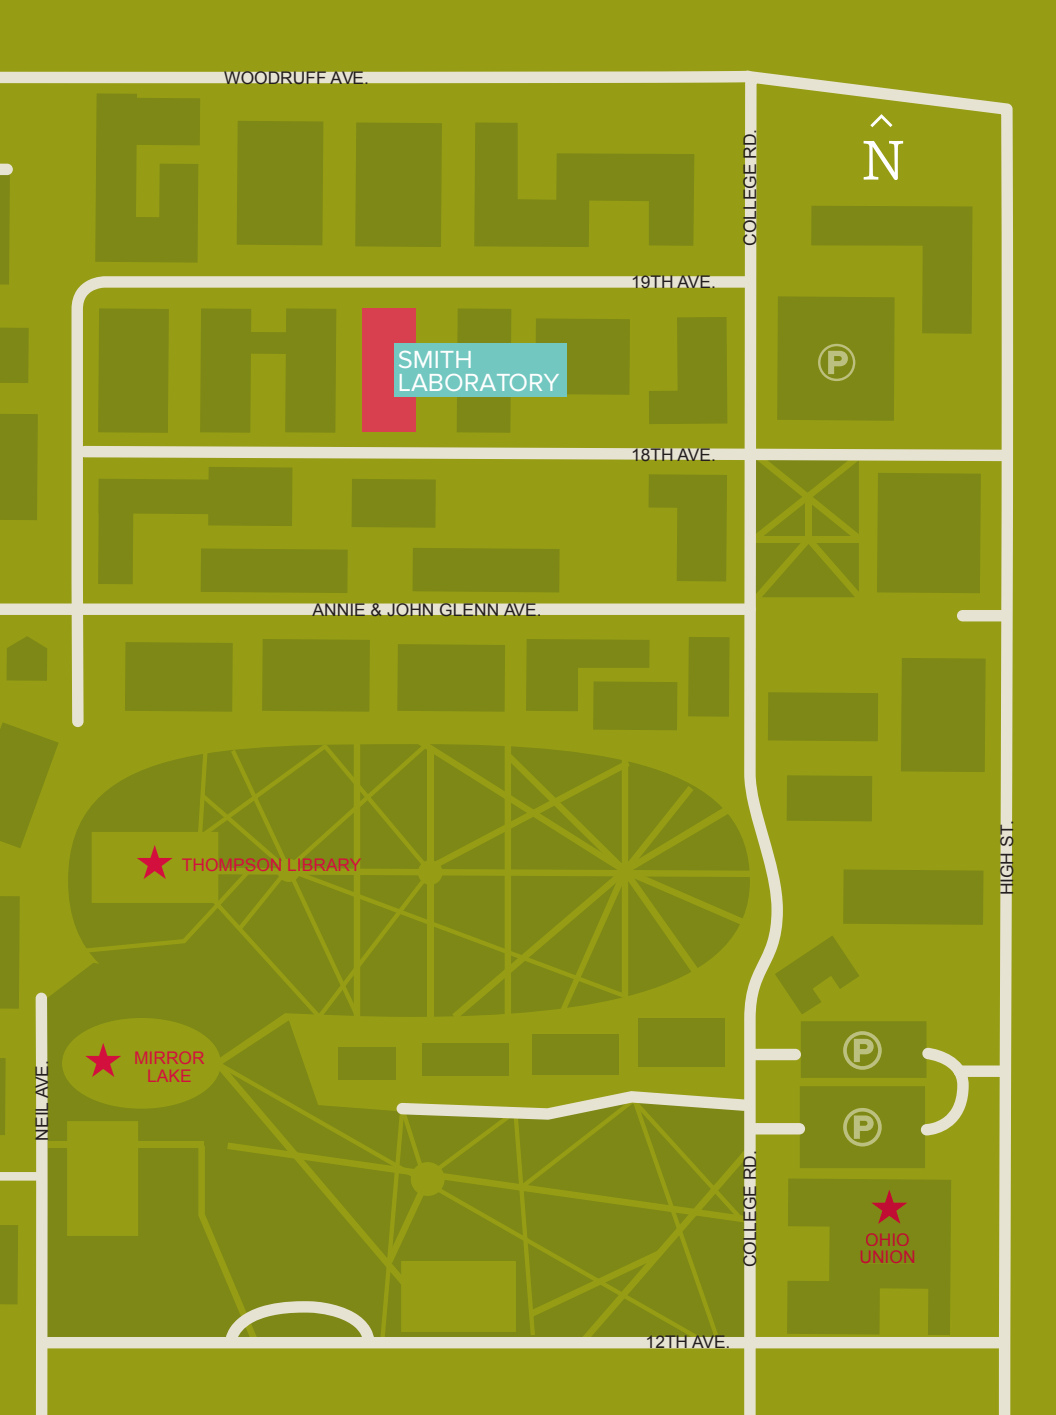 WOODRUFF AVE.
COLLEGE RD.
N
19TH AVE.
SMITH
LABORATORY
P
18TH AVE.
ANNIE & JOHN GLENN AVE.
HIGH ST.
THOMPSON LIBRARY
MIRROR
LAKE
NEIL AVE.
P
P
COLLEGE RD.
OHIO
UNION
12TH AVE.